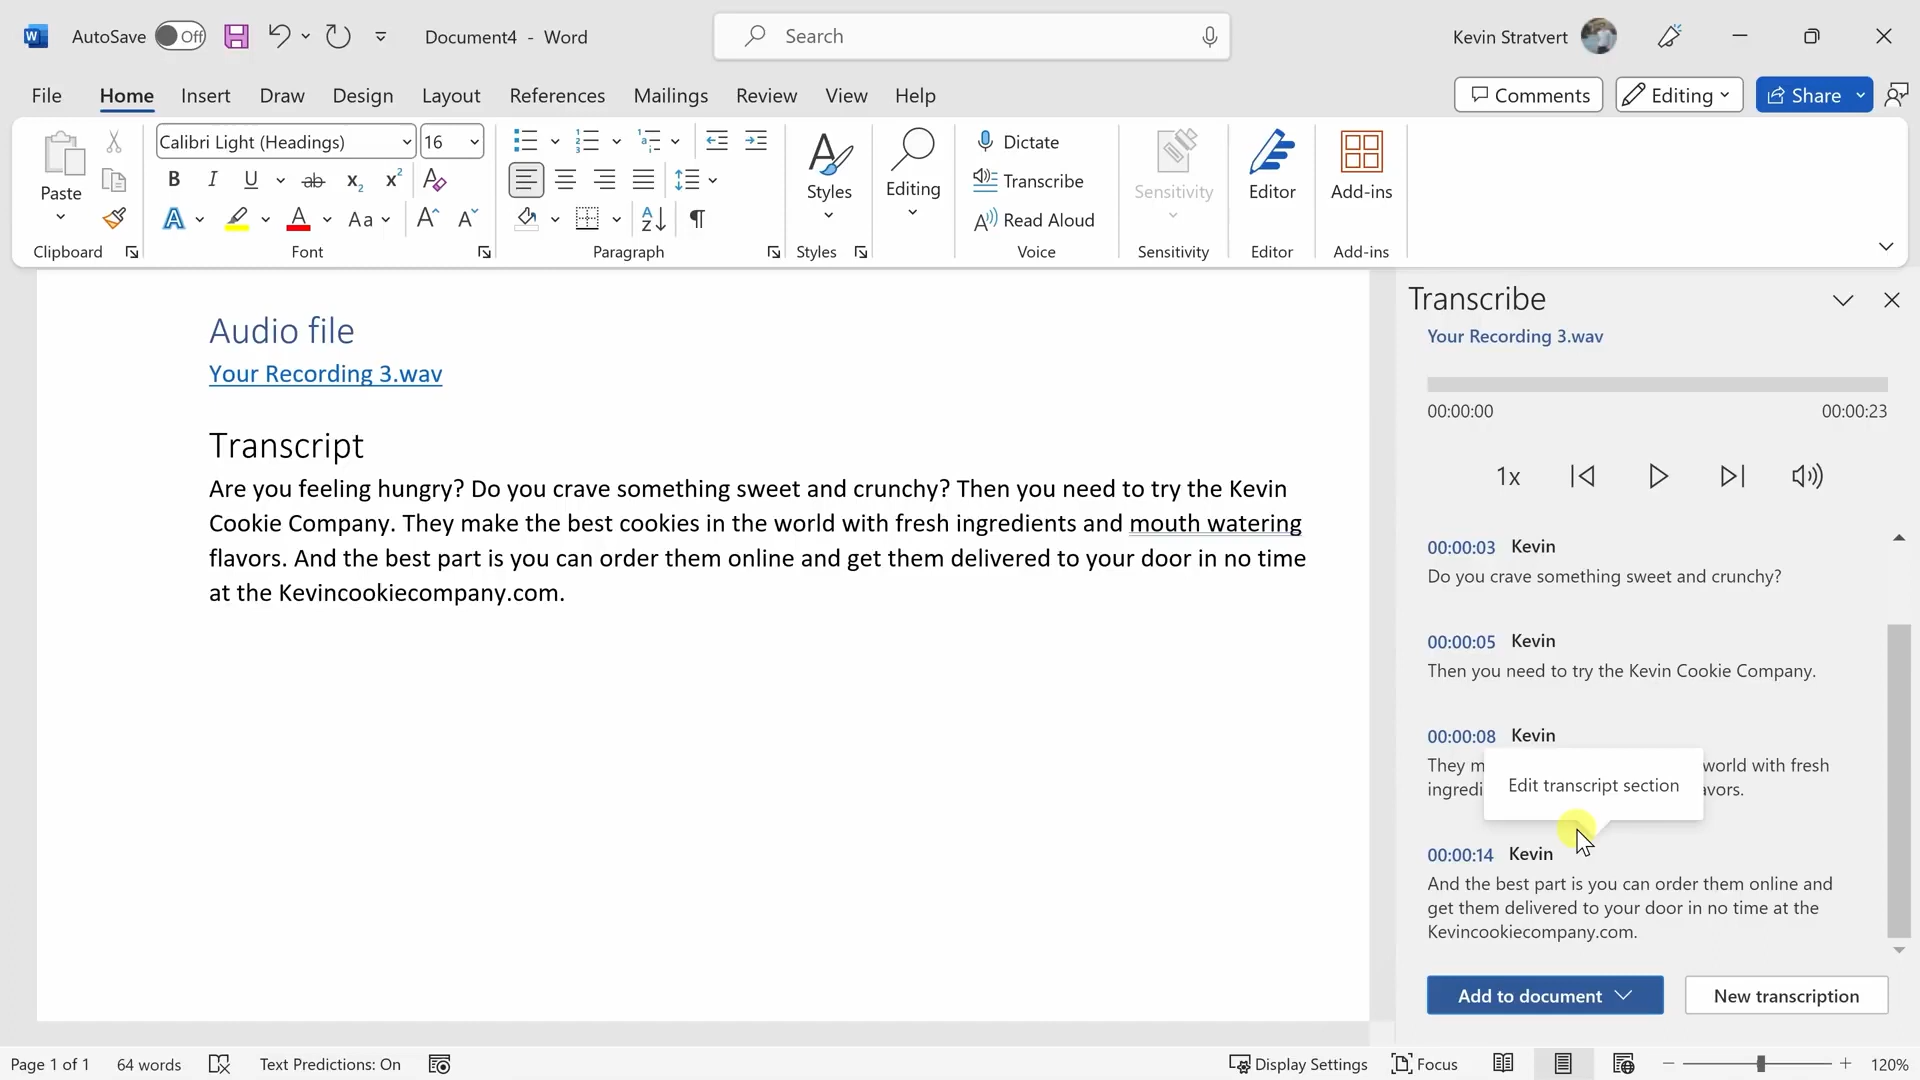 AutoSave Off Document4 - Word Search Kevin Stratvert
File Home Insert Draw Design Layout References Mailings Review View Help Comments Editing Share
Paste
Clipboard
Calibri Light (Headings) 16
B I U ab x2 x2 A
A A Aa A A
Font
A Z
Paragraph
Styles
Styles
Editing
Dictate
Transcribe
Read Aloud
Voice
Sensitivity
Sensitivity
Editor
Editor
Add-ins
Add-ins
Audio file
Your Recording 3.wav
Transcript
Are you feeling hungry? Do you crave something sweet and crunchy? Then you need to try the Kevin
Cookie Company. They make the best cookies in the world with fresh ingredients and mouth watering
flavors. And the best part is you can order them online and get them delivered to your door in no time
at the Kevincookiecompany.com.
Transcribe
Your Recording 3.wav
00:00:00 00:00:23
1x
00:00:03 Kevin
Do you crave something sweet and crunchy?
00:00:05 Kevin
Then you need to try the Kevin Cookie Company.
00:00:08 Kevin
They world with fresh
Edit transcript section
00:00:14 Kevin
And the best part is you can order them online and
get them delivered to your door in no time at the
Kevincookiecompany.com.
Add to document New transcription
Page 1 of 1 64 words Text Predictions: On Display Settings Focus 120%